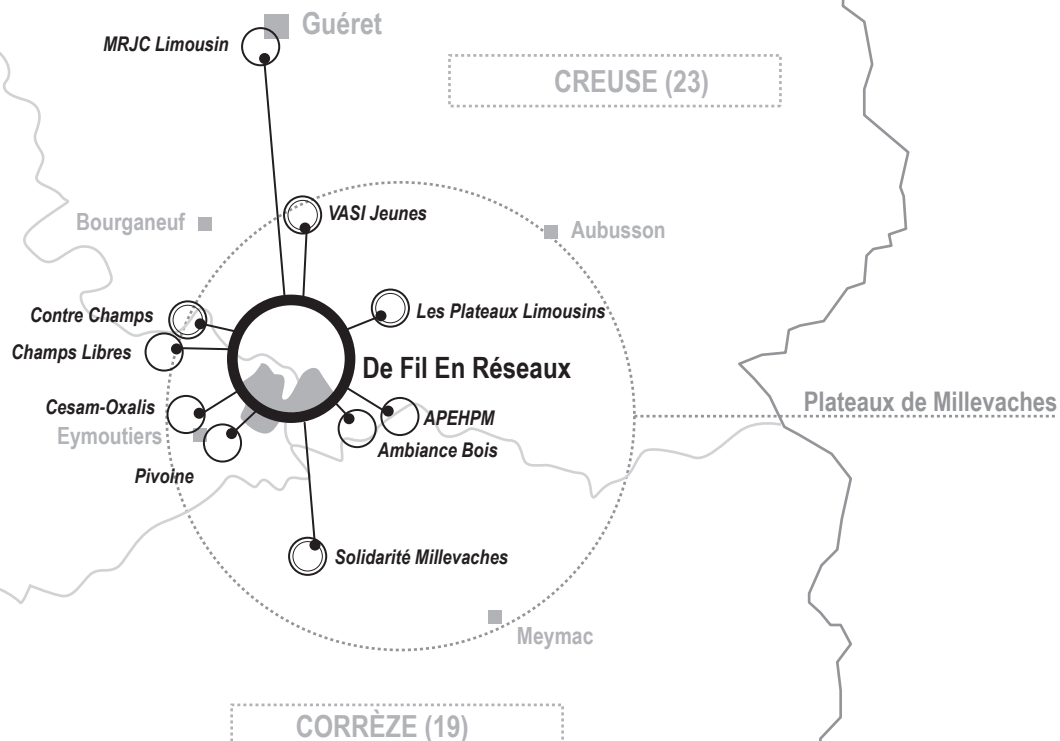 Guéret
MRJC Limousin
CREUSE (23)
VASI Jeunes
Bourganeuf
Aubusson
Contre Champs
Les Plateaux Limousins
Champs Libres
De Fil En Réseaux
Plateaux de Millevaches
Cesam-Oxalis
APEHPM
Eymoutiers
Ambiance Bois
Pivoine
Solidarité Millevaches
Meymac
CORRÈZE (19)